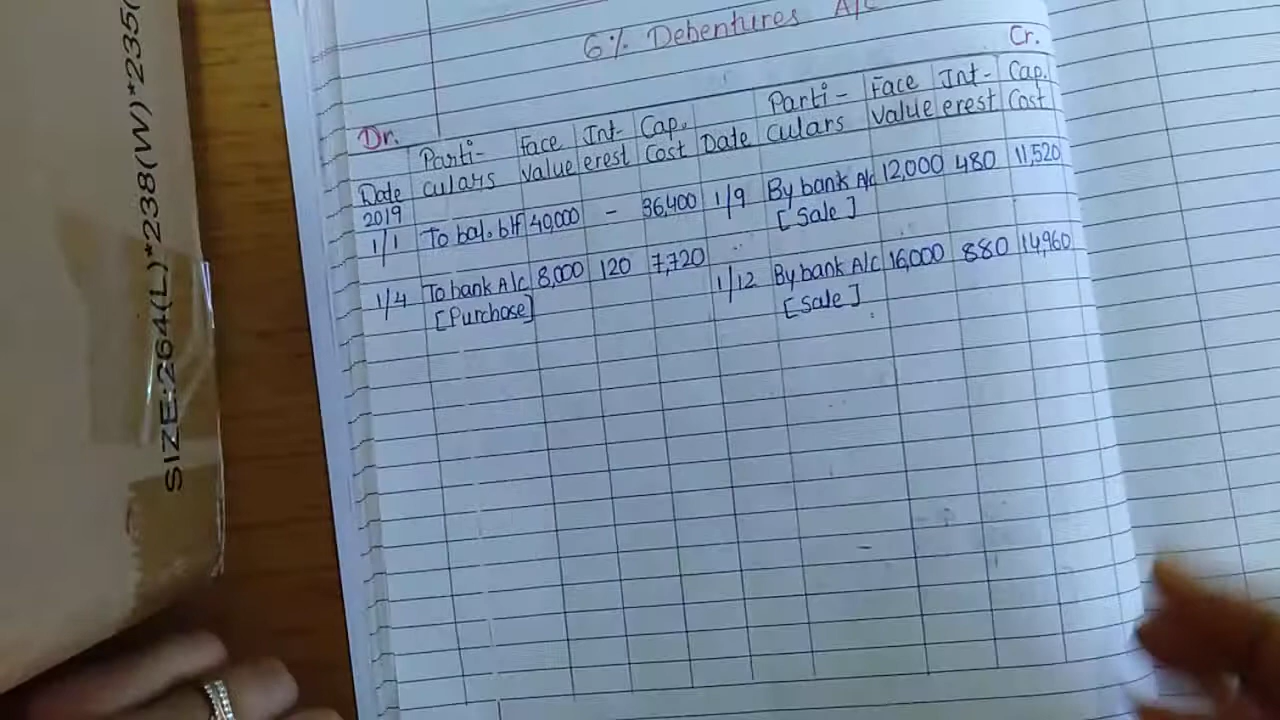 SIZE:264(L)*238(W)*235(
6% Debentures A/c
Dr.
Cr.
Date Parti- culars Face Value Int- erest Cap. Cost Date Parti- culars Face Value Int- erest Cap. Cost
2019
1/1 To bal. b/f 40,000 – 36,400 1/9 By bank A/c 12,000 480 11,520
[Sale]
1/4 To bank A/c 8,000 120 7,720 1/12 By bank A/c 16,000 880 14,960
[Purchase] [Sale]